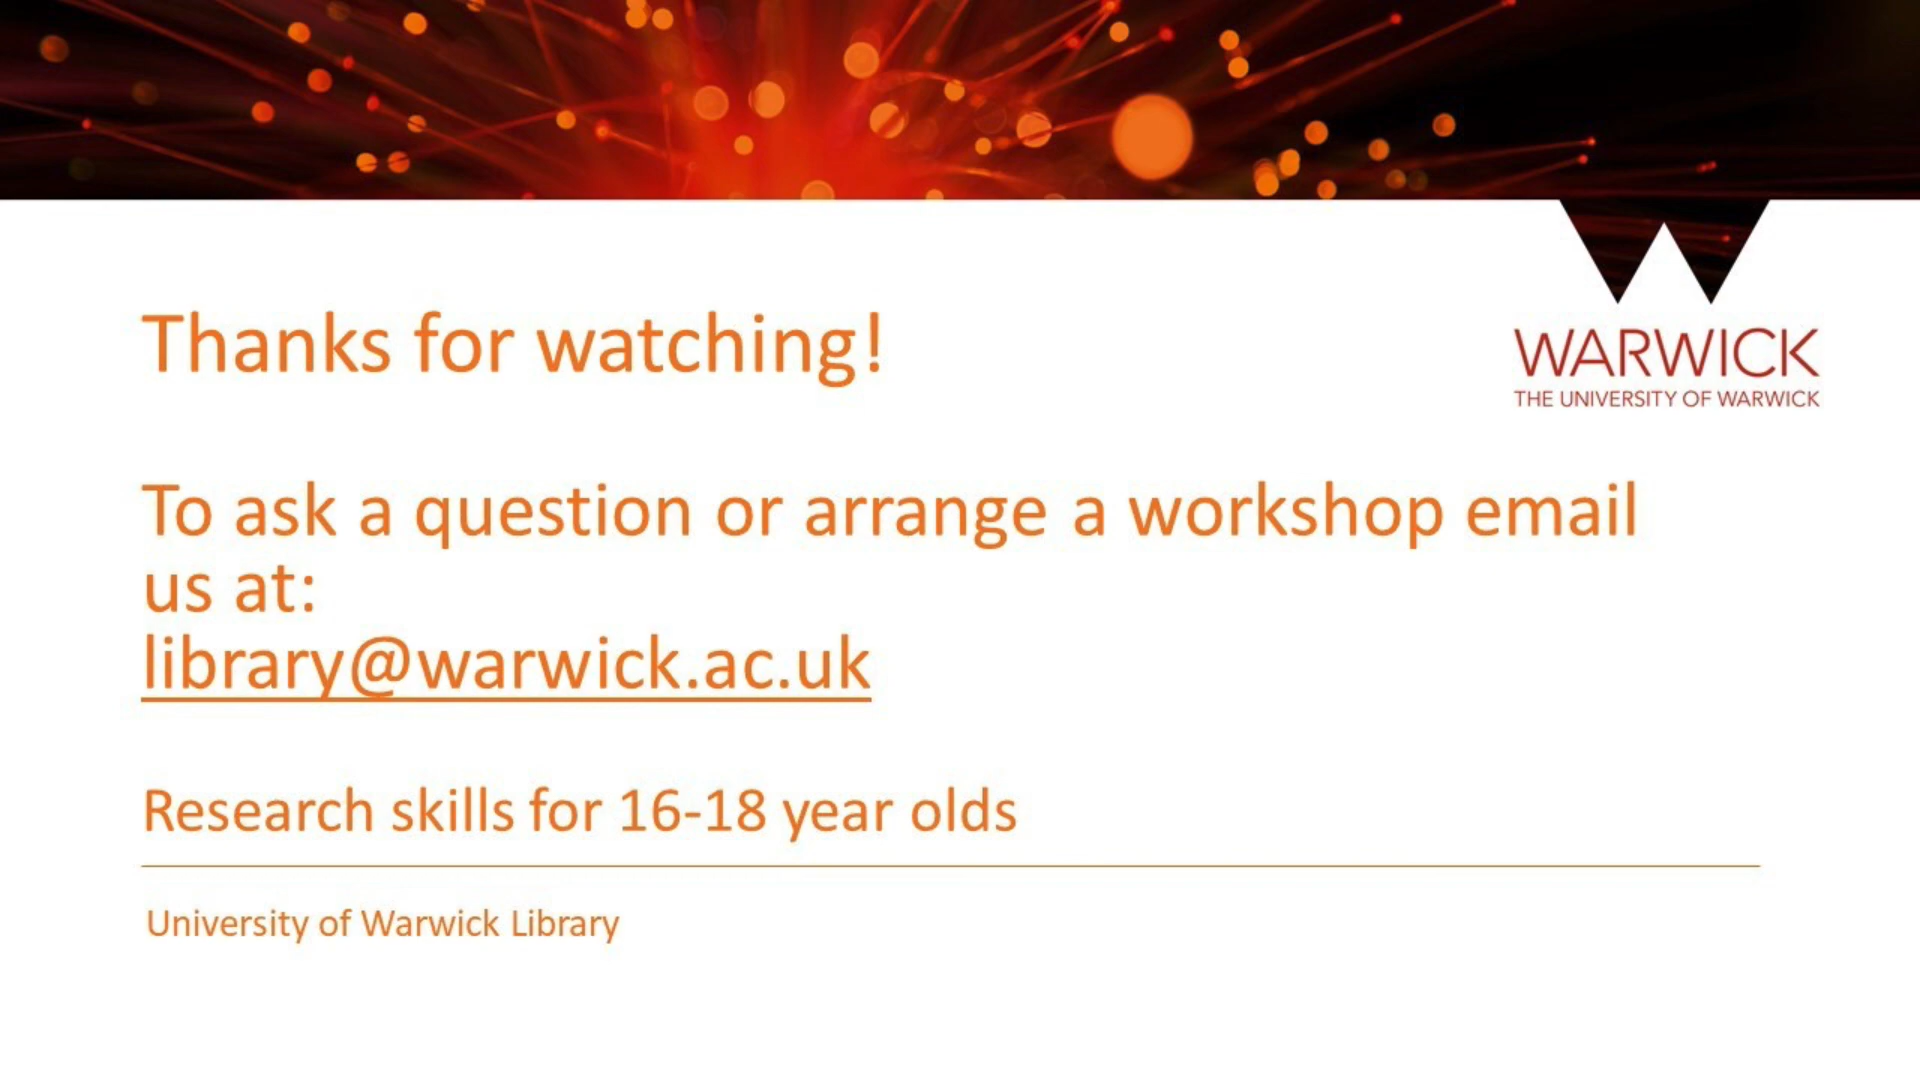 Thanks for watching!
WARWICK
THE UNIVERSITY OF WARWICK
To ask a question or arrange a workshop email
us at:
library@warwick.ac.uk
Research skills for 16-18 year olds
University of Warwick Library